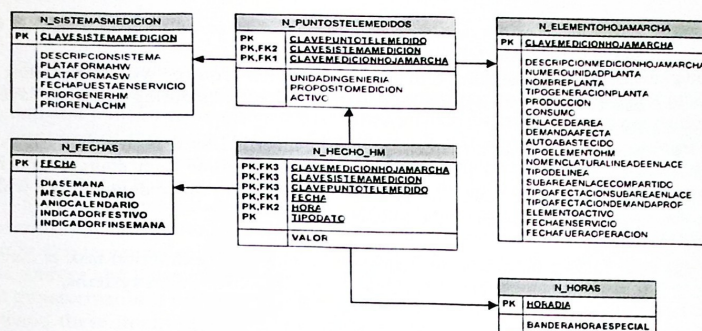 N_SISTEMASMEDICION
PK CLAVESISTEMAMEDICION
DESCRIPCIONSISTEMA
PLATAFORMAHW
PLATAFORMASW
FECHAPUESTAENSERVICIO
PRIORGENERHM
PRIORENLACHM
N_PUNTOSTELEMEDIDOS
PK CLAVEPUNTOTELEMEDIDO
PK,FK2 CLAVESISTEMAMEDICION
PK,FK1 CLAVEMEDICIONHOJAMARCHA
UNIDADINGENIERIA
PROPOSITOMEDICION
ACTIVO
N_ELEMENTOHOJAMARCHA
PK CLAVEMEDICIONHOJAMARCHA
DESCRIPCIONMEDICIONHOJAMARCHA
NUMEROUNIDADPLANTA
NOMBREPLANTA
TIPOGENERACIONPLANTA
PRODUCCION
CONSUMO
ENLACEDEAREA
DEMANDAAFECTA
AUTOABASTECIDO
TIPOELEMENTOHM
NOMENCLATURALINEADEENLACE
TIPODELINEA
SUBAREAENLACECOMPARTIDO
TIPOAFECTACIONSUBAREAENLACE
TIPOAFECTACIONDEMANDAPROF
ELEMENTOACTIVO
FECHAENSERVICIO
FECHAFUERAOPERACION
N_FECHAS
PK FECHA
DIASEMANA
MESCALENDARIO
ANIOCALENDARIO
INDICADORFESTIVO
INDICADORFINSEMANA
N_HECHO_HM
PK,FK3 CLAVEMEDICIONHOJAMARCHA
PK,FK3 CLAVESISTEMAMEDICION
PK,FK3 CLAVEPUNTOTELEMEDIDO
PK,FK1 FECHA
PK,FK2 HORA
PK TIPODATO
VALOR
N_HORAS
PK HORADIA
BANDERAHORAESPECIAL